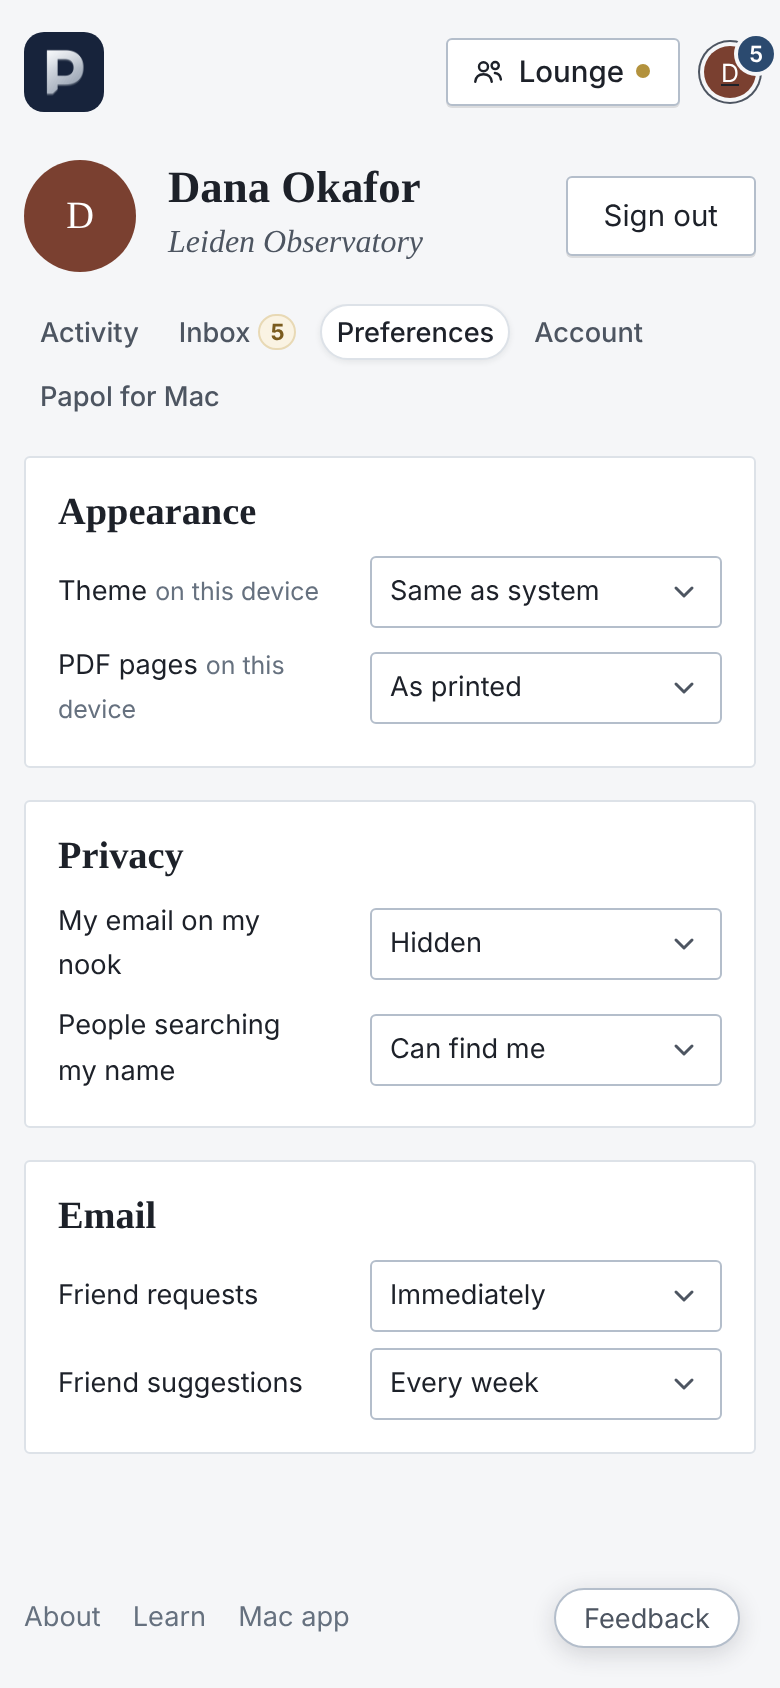 P
Lounge
D
5
D
Dana Okafor
Leiden Observatory
Sign out
Activity
Inbox 5
Preferences
Account
Papol for Mac
Appearance
Theme on this device
Same as system
PDF pages on this
device
As printed
Privacy
My email on my
nook
Hidden
People searching
my name
Can find me
Email
Friend requests
Immediately
Friend suggestions
Every week
About
Learn
Mac app
Feedback